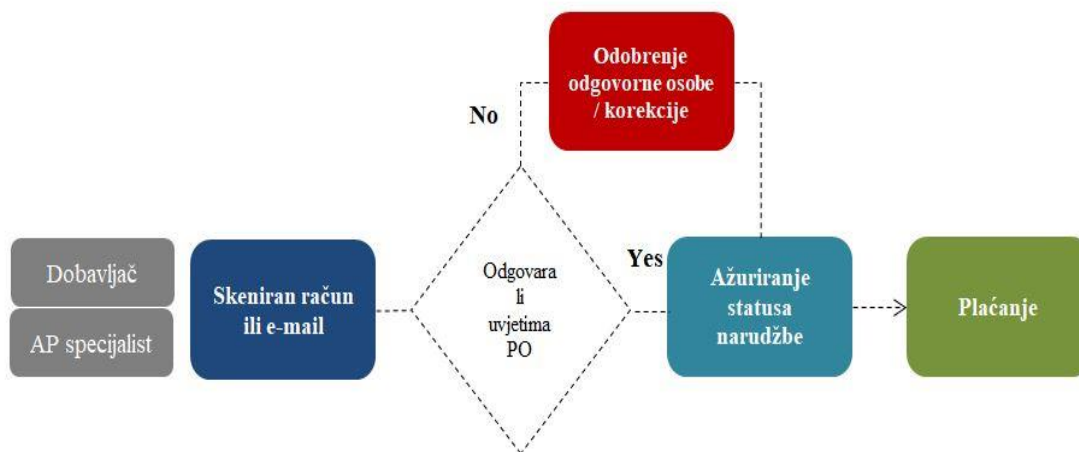 Odobrenje
odgovorne osobe
/ korekcije
No
Dobavljač
AP specijalist
Skeniran račun
ili e-mail
Odgovara
li
uvjetima
PO
Yes
Ažuriranje
statusa
narudžbe
Plaćanje